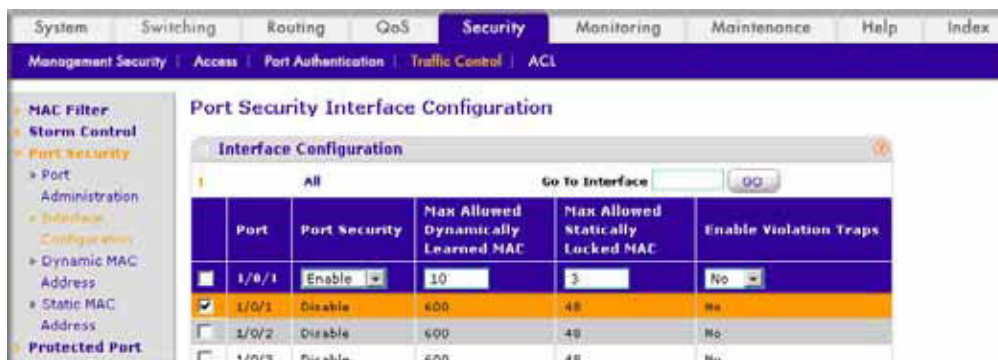 System Switching Routing QoS Security Monitoring Maintenance Help Index
Management Security Access Port Authentication Traffic Control ACL
MAC Filter
Storm Control
Port Security
Port
Administration
Interface
Configuration
Dynamic MAC
Address
Static MAC
Address
Protected Port
Port Security Interface Configuration
Interface Configuration
1 All Go To Interface GO
Port Port Security Max Allowed Dynamically Learned MAC Max Allowed Statically Locked MAC Enable Violation Traps
1/0/1 Enable 10 3 No
1/0/1 Disable 600 48 No
1/0/2 Disable 600 48 No
1/0/3 Disable 600 48 No